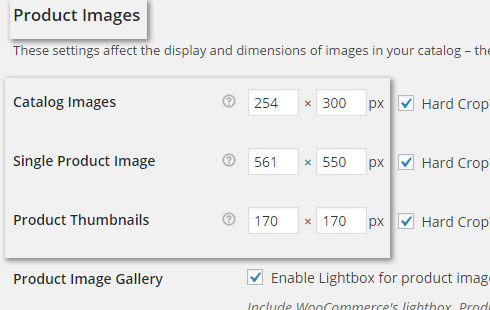 Product Images
These settings affect the display and dimensions of images in your catalog – the
Catalog Images 254 × 300 px Hard Crop
Single Product Image 561 × 550 px Hard Crop
Product Thumbnails 170 × 170 px Hard Crop
Product Image Gallery Enable Lightbox for product imag
Include WooCommerce's lightbox. Prod